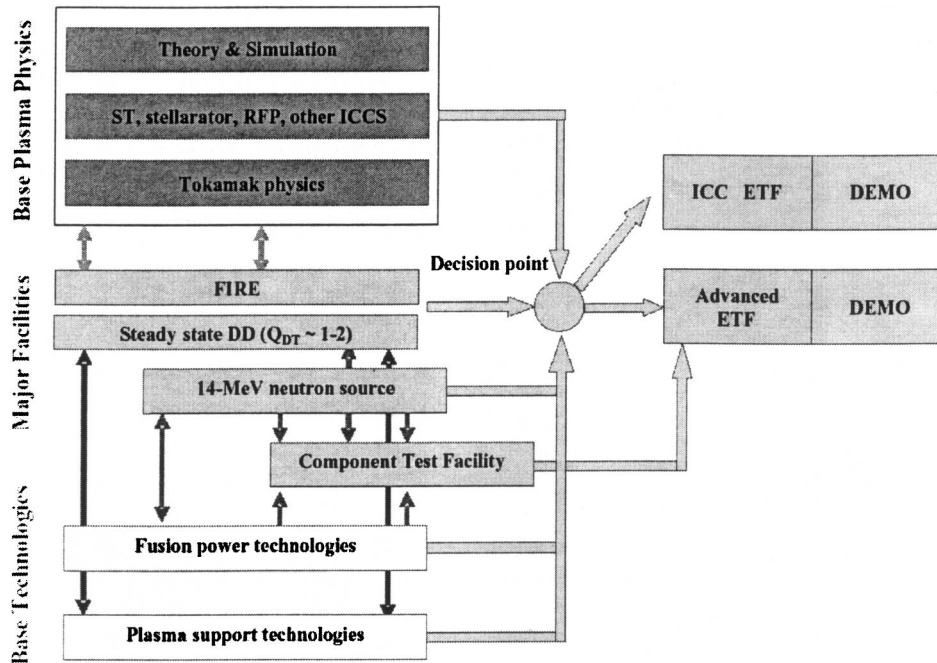 Base Plasma Physics
Theory & Simulation
ST, stellarator, RFP, other ICCS
Tokamak physics
Major Facilities
FIRE
Steady state DD (Q_DT ~ 1-2)
14-MeV neutron source
Component Test Facility
Base Technologies
Fusion power technologies
Plasma support technologies
Decision point
ICC ETF
DEMO
Advanced
ETF
DEMO